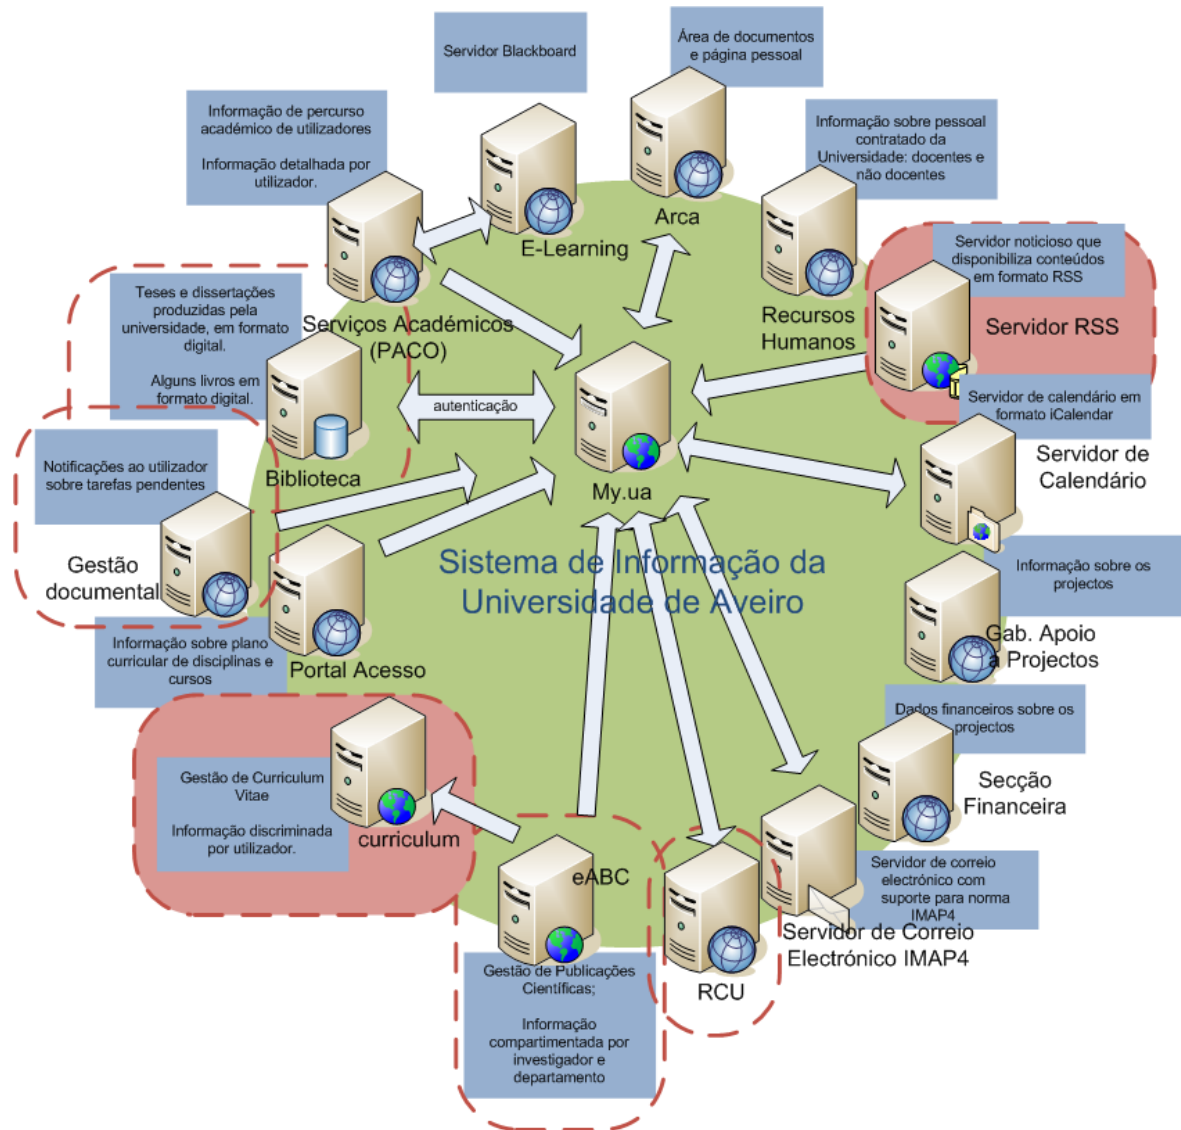 Servidor Blackboard
Área de documentos
e página pessoal
Informação de percurso
académico de utilizadores
Informação detalhada por
utilizador.
Informação sobre pessoal
contratado da
Universidade: docentes e
não docentes
E-Learning
Arca
Servidor noticioso que
disponibiliza conteúdos
em formato RSS
Servidor RSS
Recursos
Humanos
Serviços Académicos
(PACO)
Teses e dissertações
produzidas pela
universidade, em formato
digital.
Alguns livros em
formato digital.
Biblioteca
autenticação
My.ua
Servidor de calendário em
formato iCalendar
Servidor de
Calendário
Notificações ao utilizador
sobre tarefas pendentes
Gestão
documental
Sistema de Informação da
Universidade de Aveiro
Informação sobre os
projectos
Gab. Apoio
a Projectos
Informação sobre plano
curricular de disciplinas e
cursos
Portal Acesso
Dados financeiros sobre os
projectos
Secção
Financeira
Gestão de Curriculum
Vitae
Informação discriminada
por utilizador.
curriculum
eABC
Gestão de Publicações
Científicas;
Informação
compartimentada por
investigador e
departamento
RCU
Servidor de correio
electrónico com
suporte para norma
IMAP4
Servidor de Correio
Electrónico IMAP4